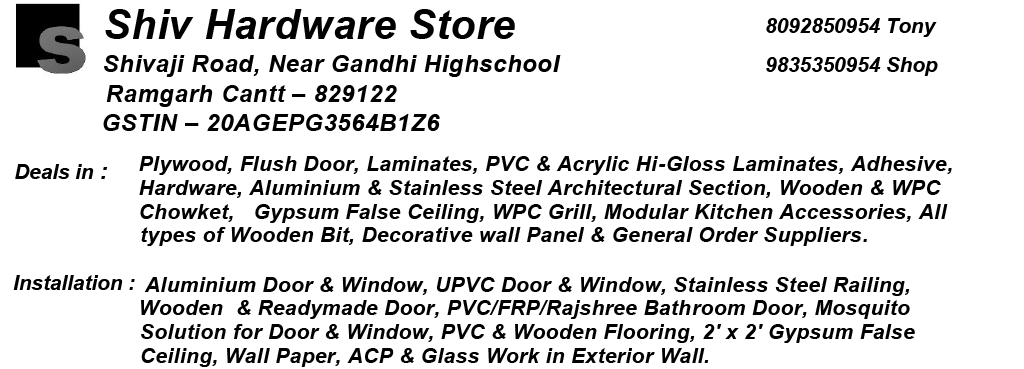 S
Shiv Hardware Store
8092850954 Tony
Shivaji Road, Near Gandhi Highschool
9835350954 Shop
Ramgarh Cantt – 829122
GSTIN – 20AGEPG3564B1Z6
Deals in : Plywood, Flush Door, Laminates, PVC & Acrylic Hi-Gloss Laminates, Adhesive,
Hardware, Aluminium & Stainless Steel Architectural Section, Wooden & WPC
Chowket, Gypsum False Ceiling, WPC Grill, Modular Kitchen Accessories, All
types of Wooden Bit, Decorative wall Panel & General Order Suppliers.
Installation : Aluminium Door & Window, UPVC Door & Window, Stainless Steel Railing,
Wooden & Readymade Door, PVC/FRP/Rajshree Bathroom Door, Mosquito
Solution for Door & Window, PVC & Wooden Flooring, 2' x 2' Gypsum False
Ceiling, Wall Paper, ACP & Glass Work in Exterior Wall.